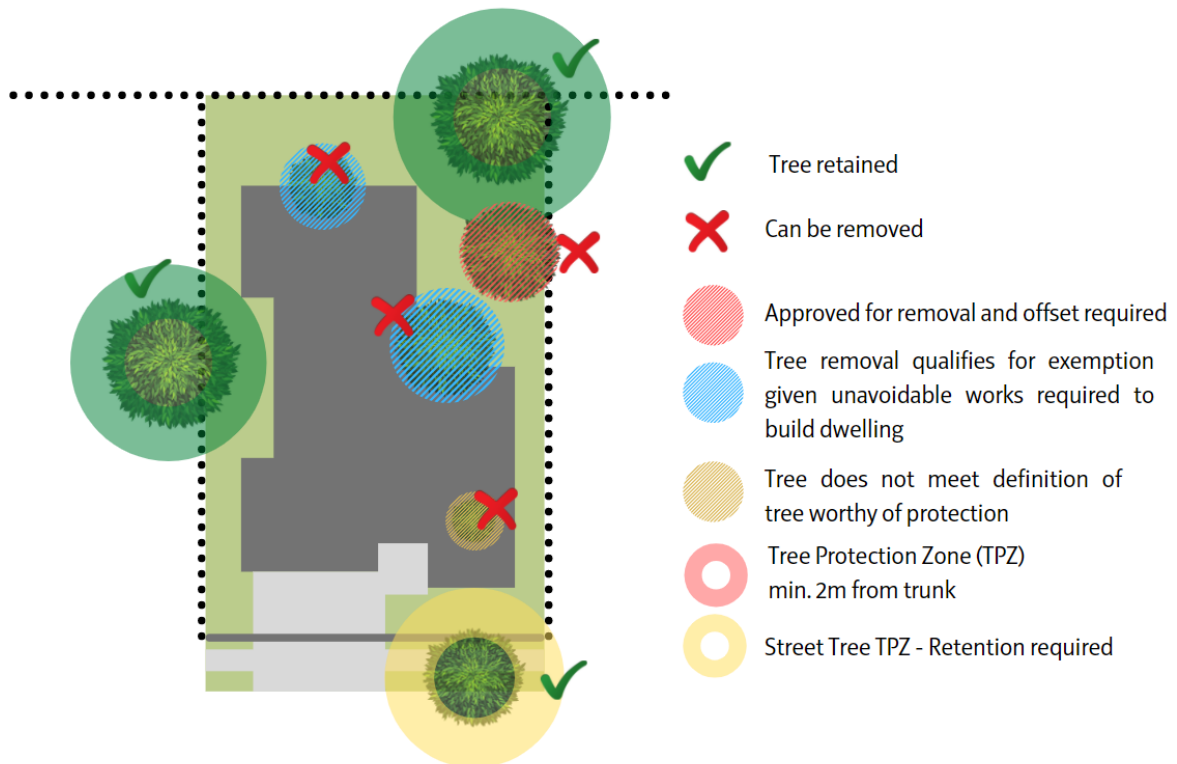 Tree retained
Can be removed
Approved for removal and offset required
Tree removal qualifies for exemption
given unavoidable works required to
build dwelling
Tree does not meet definition of
tree worthy of protection
Tree Protection Zone (TPZ)
min. 2m from trunk
Street Tree TPZ - Retention required